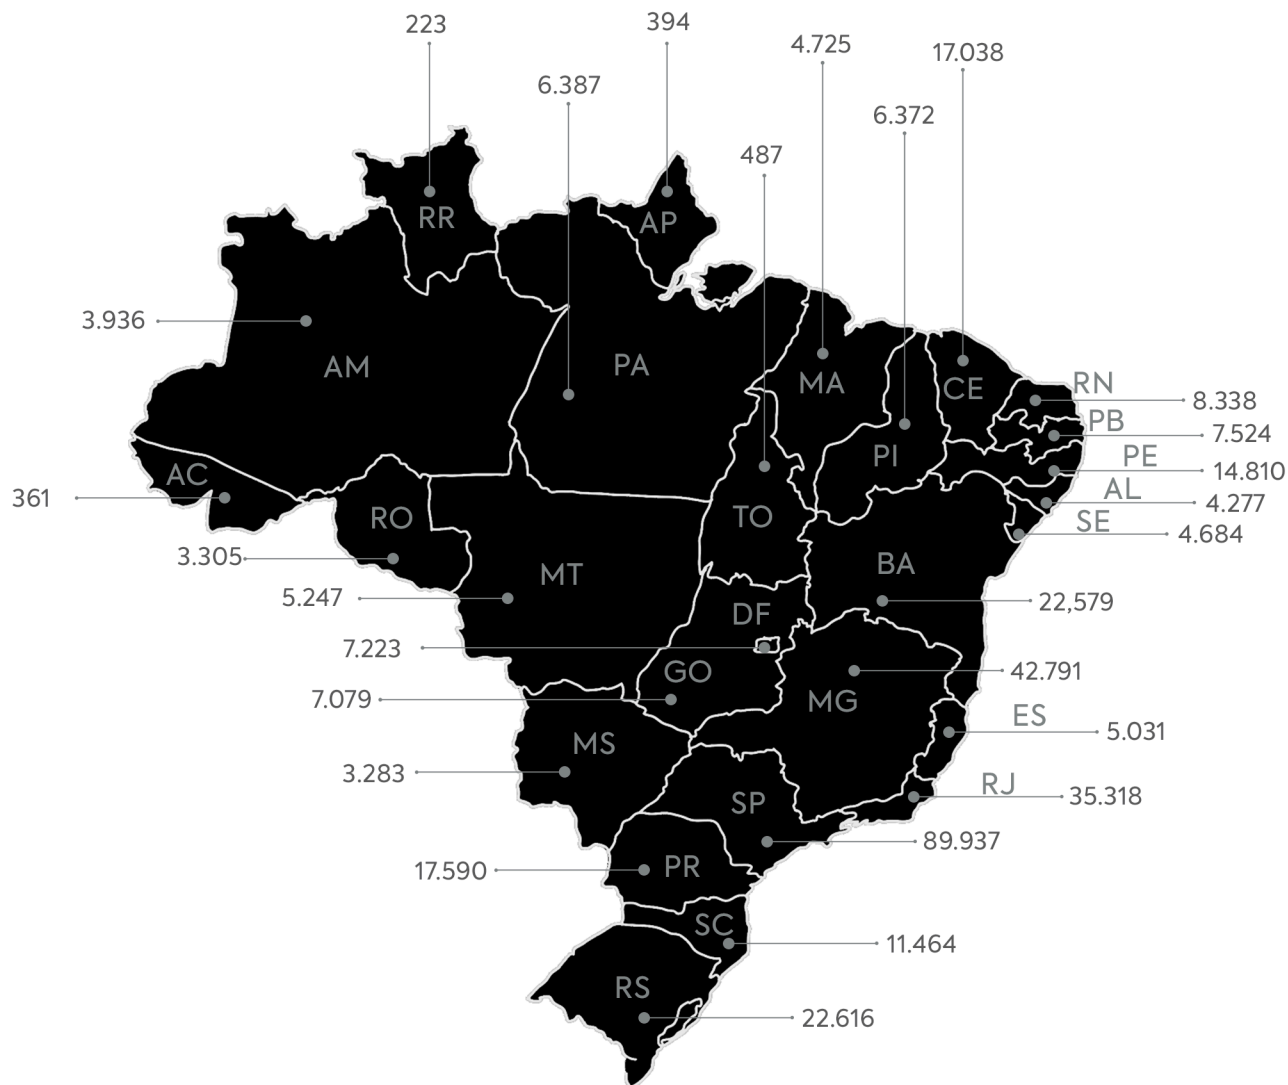 223
394
4.725
17.038
6.387
6.372
487
RR
AP
3.936
AM
PA
MA
CE
RN
8.338
PB
7.524
PI
PE
14.810
AC
361
AL
4.277
RO
TO
SE
4.684
3.305
MT
BA
5.247
22,579
DF
7.223
GO
42.791
7.079
MG
ES
5.031
MS
3.283
RJ
35.318
SP
89.937
17.590
PR
SC
11.464
RS
22.616